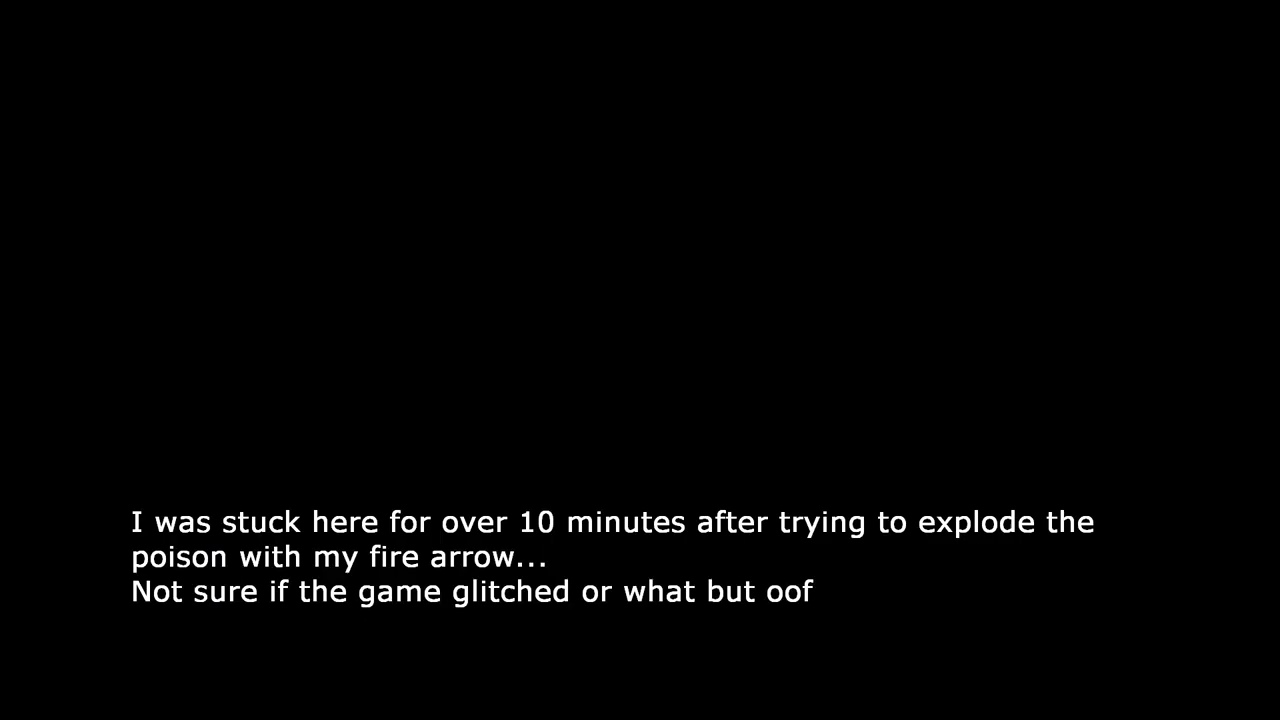 I was stuck here for over 10 minutes after trying to explode the
poison with my fire arrow...
Not sure if the game glitched or what but oof